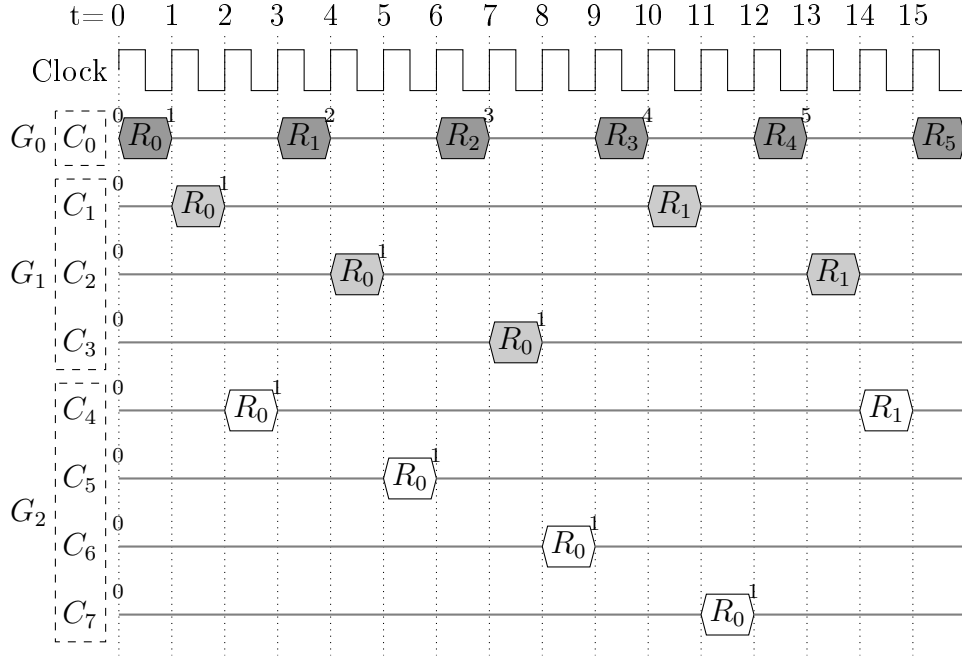 t= 0 1 2 3 4 5 6 7 8 9 10 11 12 13 14 15
Clock
0 1 2 3 4 5
G₀ C₀ R₀ R₁ R₂ R₃ R₄ R₅
0 1
C₁ R₀ R₁
0 1
G₁ C₂ R₀ R₁
0 1
C₃ R₀
0 1
C₄ R₀ R₁
0 1
C₅ R₀
G₂
0 1
C₆ R₀
0 1
C₇ R₀